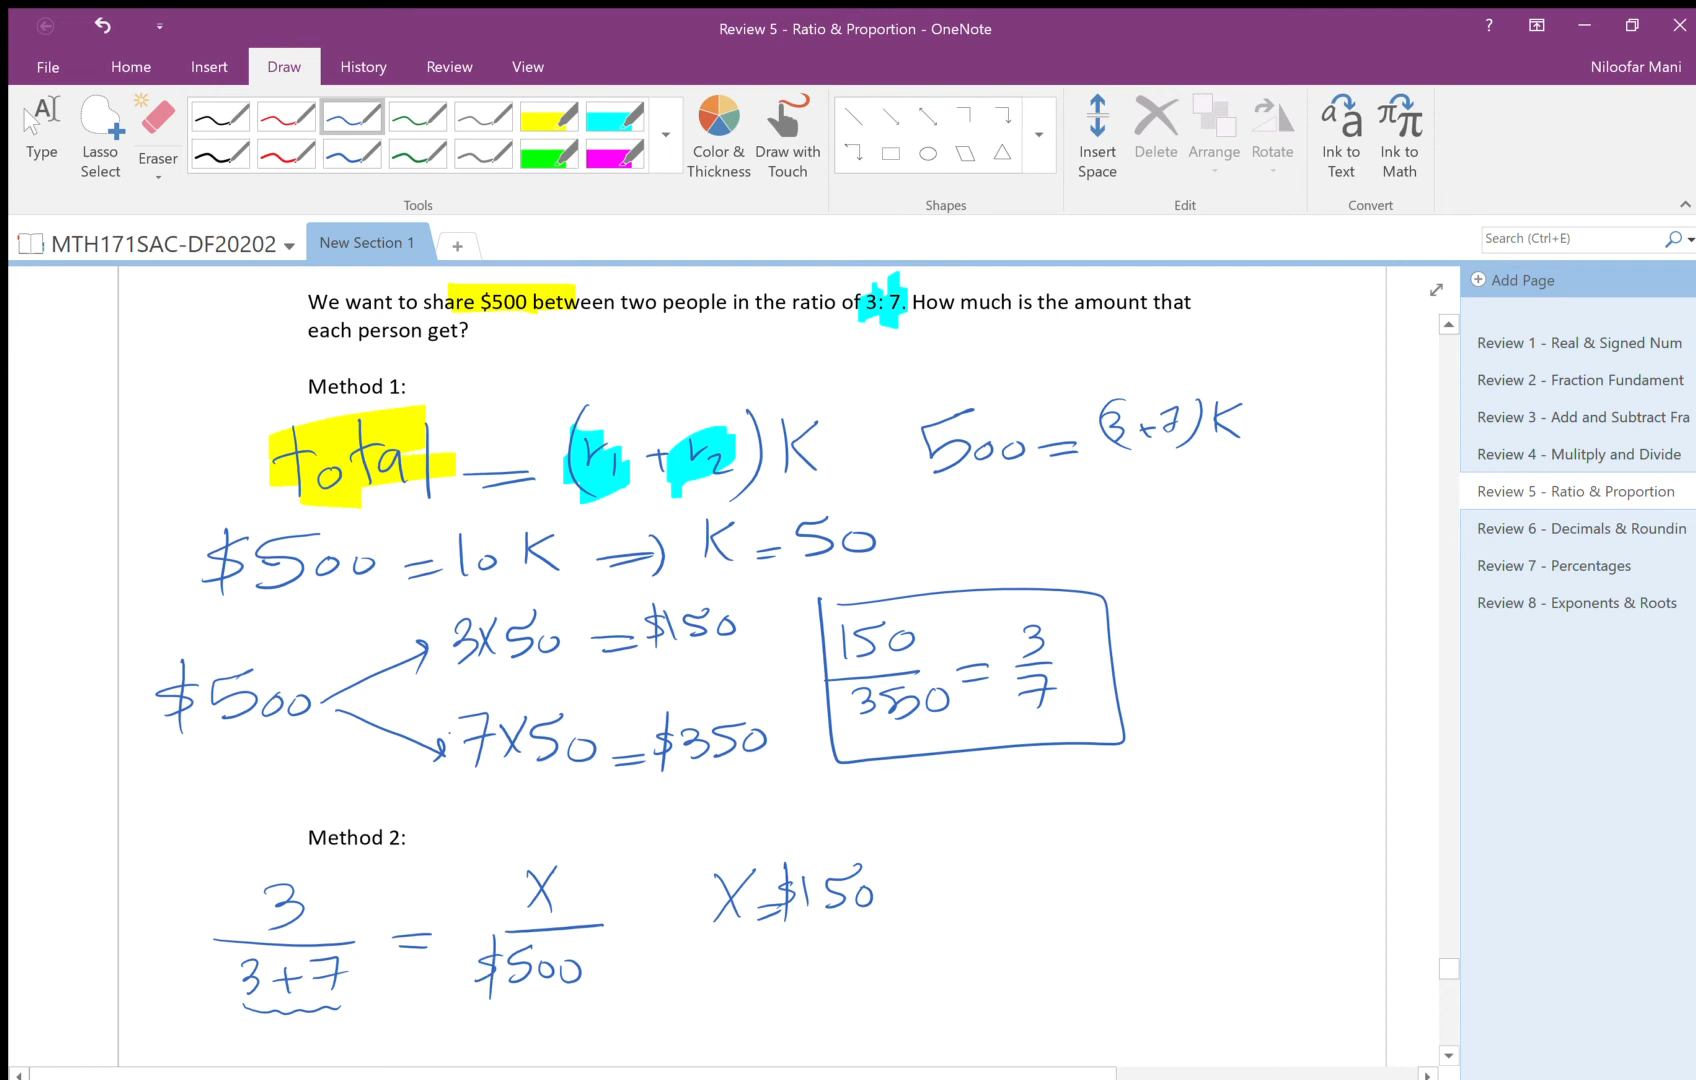 Review 5 - Ratio & Proportion - OneNote
?
File Home Insert Draw History Review View
Niloofar Mani
Type
Lasso Select
Eraser
Color & Thickness
Draw with Touch
Insert Space
Delete
Arrange
Rotate
Ink to Text
Ink to Math
Tools
Shapes
Edit
Convert
MTH171SAC-DF20202
New Section 1
+
Search (Ctrl+E)
We want to share $500 between two people in the ratio of 3: 7. How much is the amount that
each person get?
Method 1:
total = (r1 + r2) K 500 = (3+7) K
$500 = 10 K => K = 50
3X50 = $150
$500
7X50 = $350
150/350 = 3/7
Method 2:
3/(3+7) = X/$500 X = $150
Add Page
Review 1 - Real & Signed Num
Review 2 - Fraction Fundament
Review 3 - Add and Subtract Fra
Review 4 - Mulitply and Divide
Review 5 - Ratio & Proportion
Review 6 - Decimals & Roundin
Review 7 - Percentages
Review 8 - Exponents & Roots